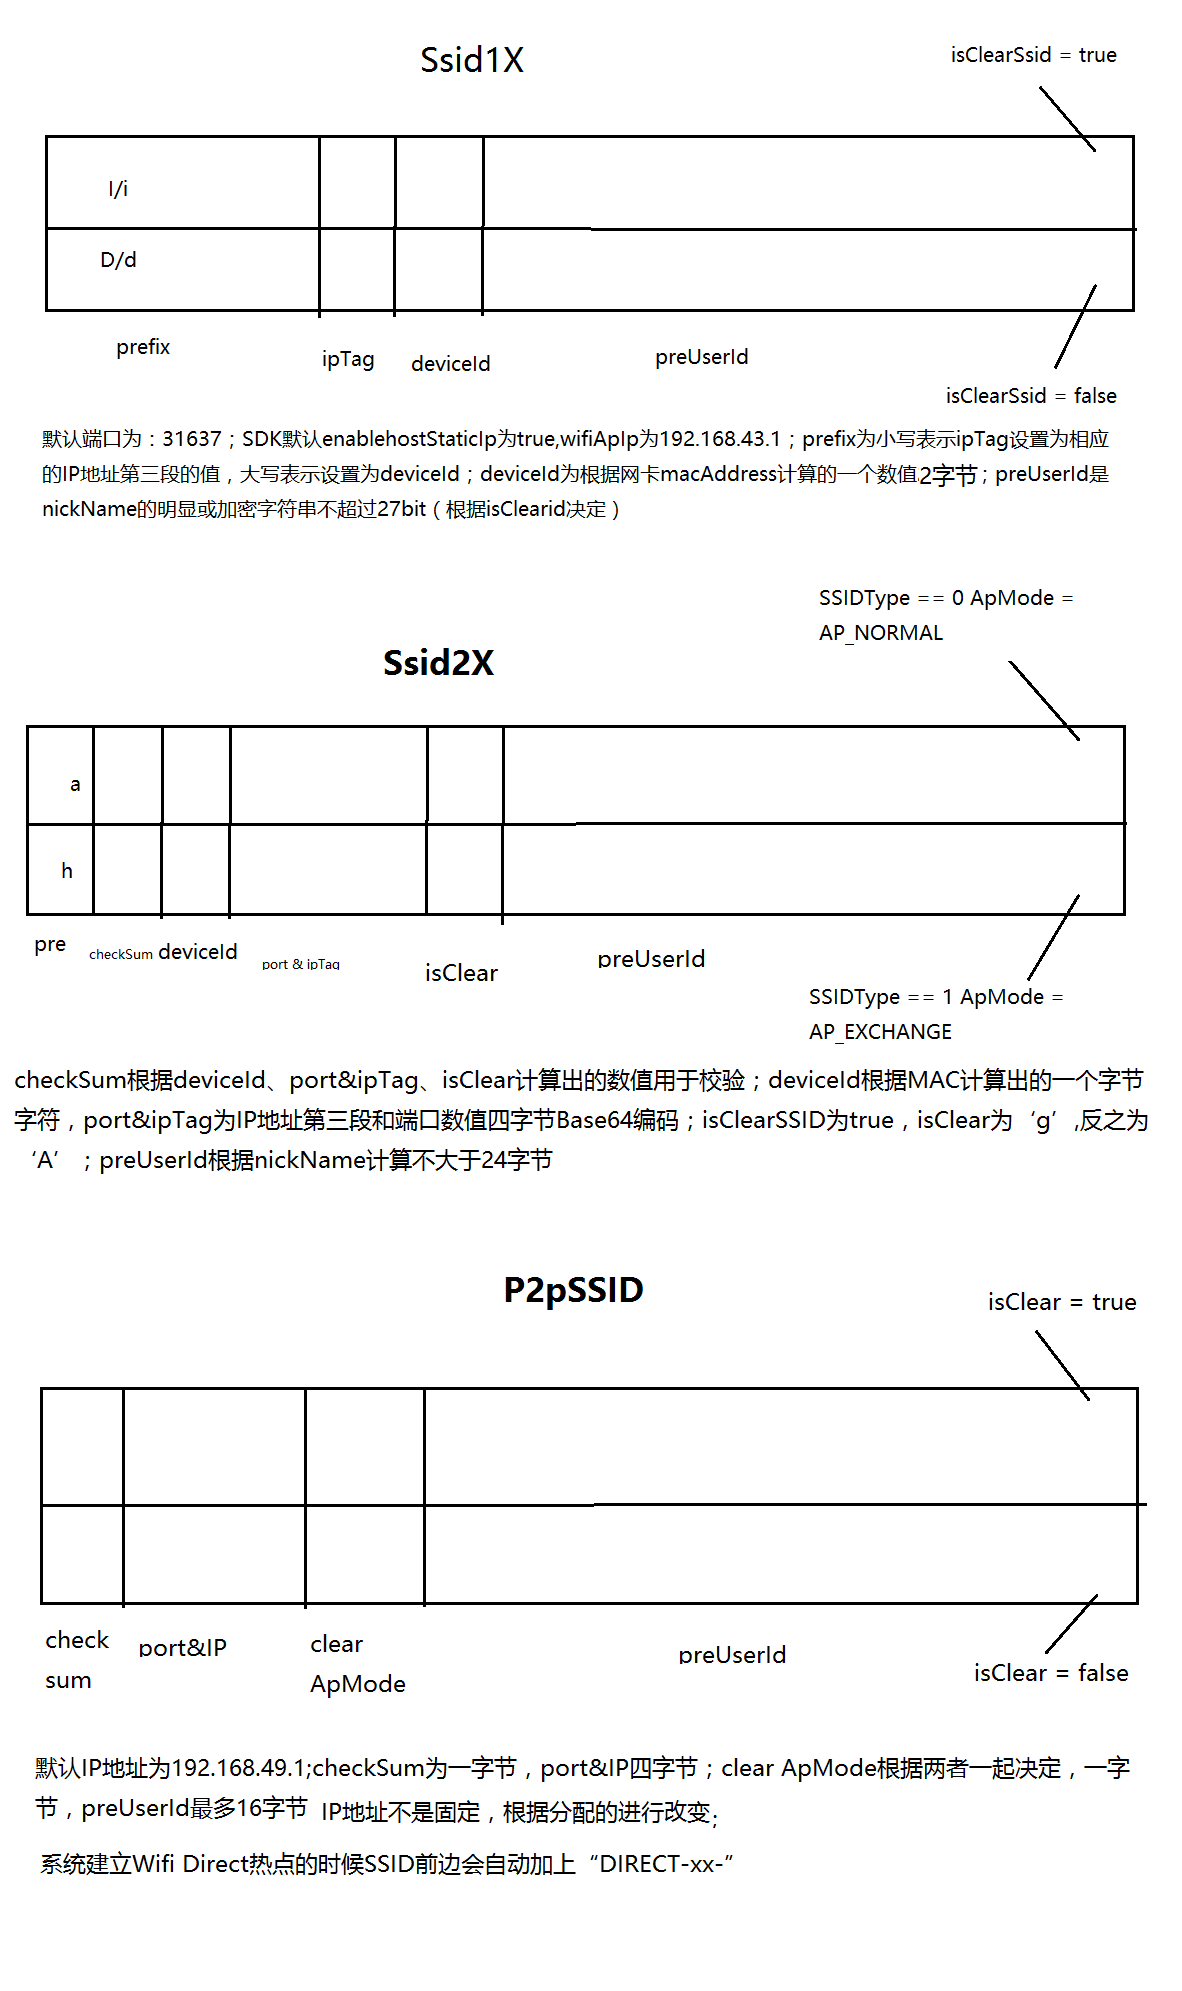 Ssid1X
isClearSsid = true
I/i
D/d
prefix
ipTag
deviceId
preUserId
isClearSsid = false
默认端口为：31637；SDK默认enablehostStaticIp为true,wifiApIp为192.168.43.1；prefix为小写表示ipTag设置为相应
的IP地址第三段的值，大写表示设置为deviceId；deviceId为根据网卡macAddress计算的一个数值2字节；preUserId是
nickName的明显或加密字符串不超过27bit（根据isClearid决定）
SSIDType == 0 ApMode =
AP_NORMAL
Ssid2X
a
h
pre
checkSum
deviceId
port & ipTag
isClear
preUserId
SSIDType == 1 ApMode =
AP_EXCHANGE
checkSum根据deviceId、port&ipTag、isClear计算出的数值用于校验；deviceId根据MAC计算出的一个字节
字符，port&ipTag为IP地址第三段和端口数值四字节Base64编码；isClearSSID为true，isClear为‘g’,反之为
‘A’；preUserId根据nickName计算不大于24字节
P2pSSID
isClear = true
check
sum
port&IP
clear
ApMode
preUserId
isClear = false
默认IP地址为192.168.49.1;checkSum为一字节，port&IP四字节；clear ApMode根据两者一起决定，一字
节，preUserId最多16字节 IP地址不是固定，根据分配的进行改变；
系统建立Wifi Direct热点的时候SSID前边会自动加上“DIRECT-xx-”